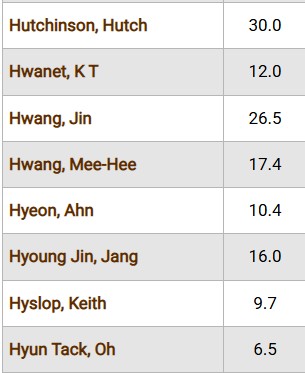 Hutchinson, Hutch 30.0
Hwanet, K T 12.0
Hwang, Jin 26.5
Hwang, Mee-Hee 17.4
Hyeon, Ahn 10.4
Hyoung Jin, Jang 16.0
Hyslop, Keith 9.7
Hyun Tack, Oh 6.5